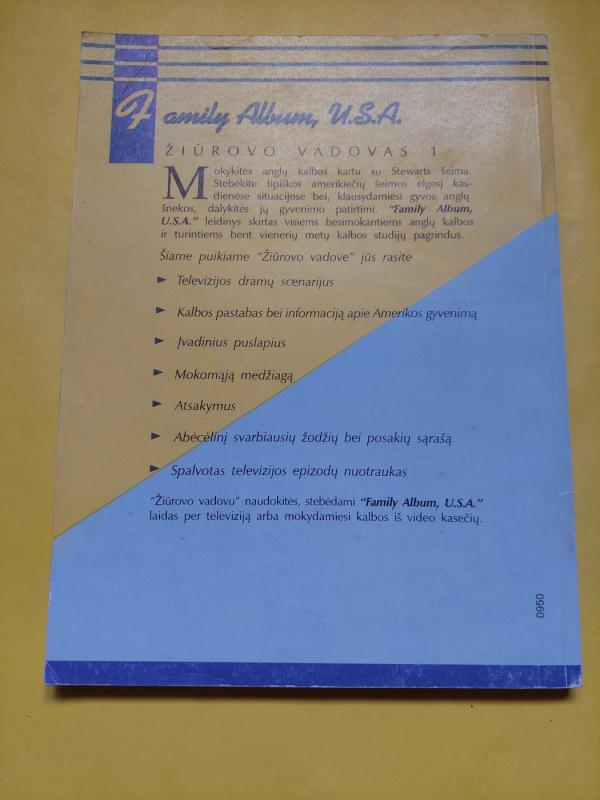 Family Album, U.S.A.
ŽIŪROVO VADOVAS 1
Mokykitės anglų kalbos kartu su Stewarts šeima.
Stebėkite tipiškos amerikiečių šeimos elgesį kas-
dienėse situacijose bei, klausydamiesi gyvos anglų
šnekos, dalykitės jų gyvenimo patirtimi. "Family Album,
U.S.A." leidinys skirtas visiems besimokantiems anglų kalbos
ir turintiems bent vienerių metų kalbos studijų pagrindus.
Šiame puikiame "Žiūrovo vadove" jūs rasite
► Televizijos dramų scenarijus
► Kalbos pastabas bei informaciją apie Amerikos gyvenimą
► Įvadinius puslapius
► Mokomąją medžiagą
► Atsakymus
► Abėcėlinį svarbiausių žodžių bei posakių sąrašą
► Spalvotas televizijos epizodų nuotraukas
"Žiūrovo vadovu" naudokitės, stebėdami "Family Album, U.S.A."
laidas per televiziją arba mokydamiesi kalbos iš video kasečių.
0950